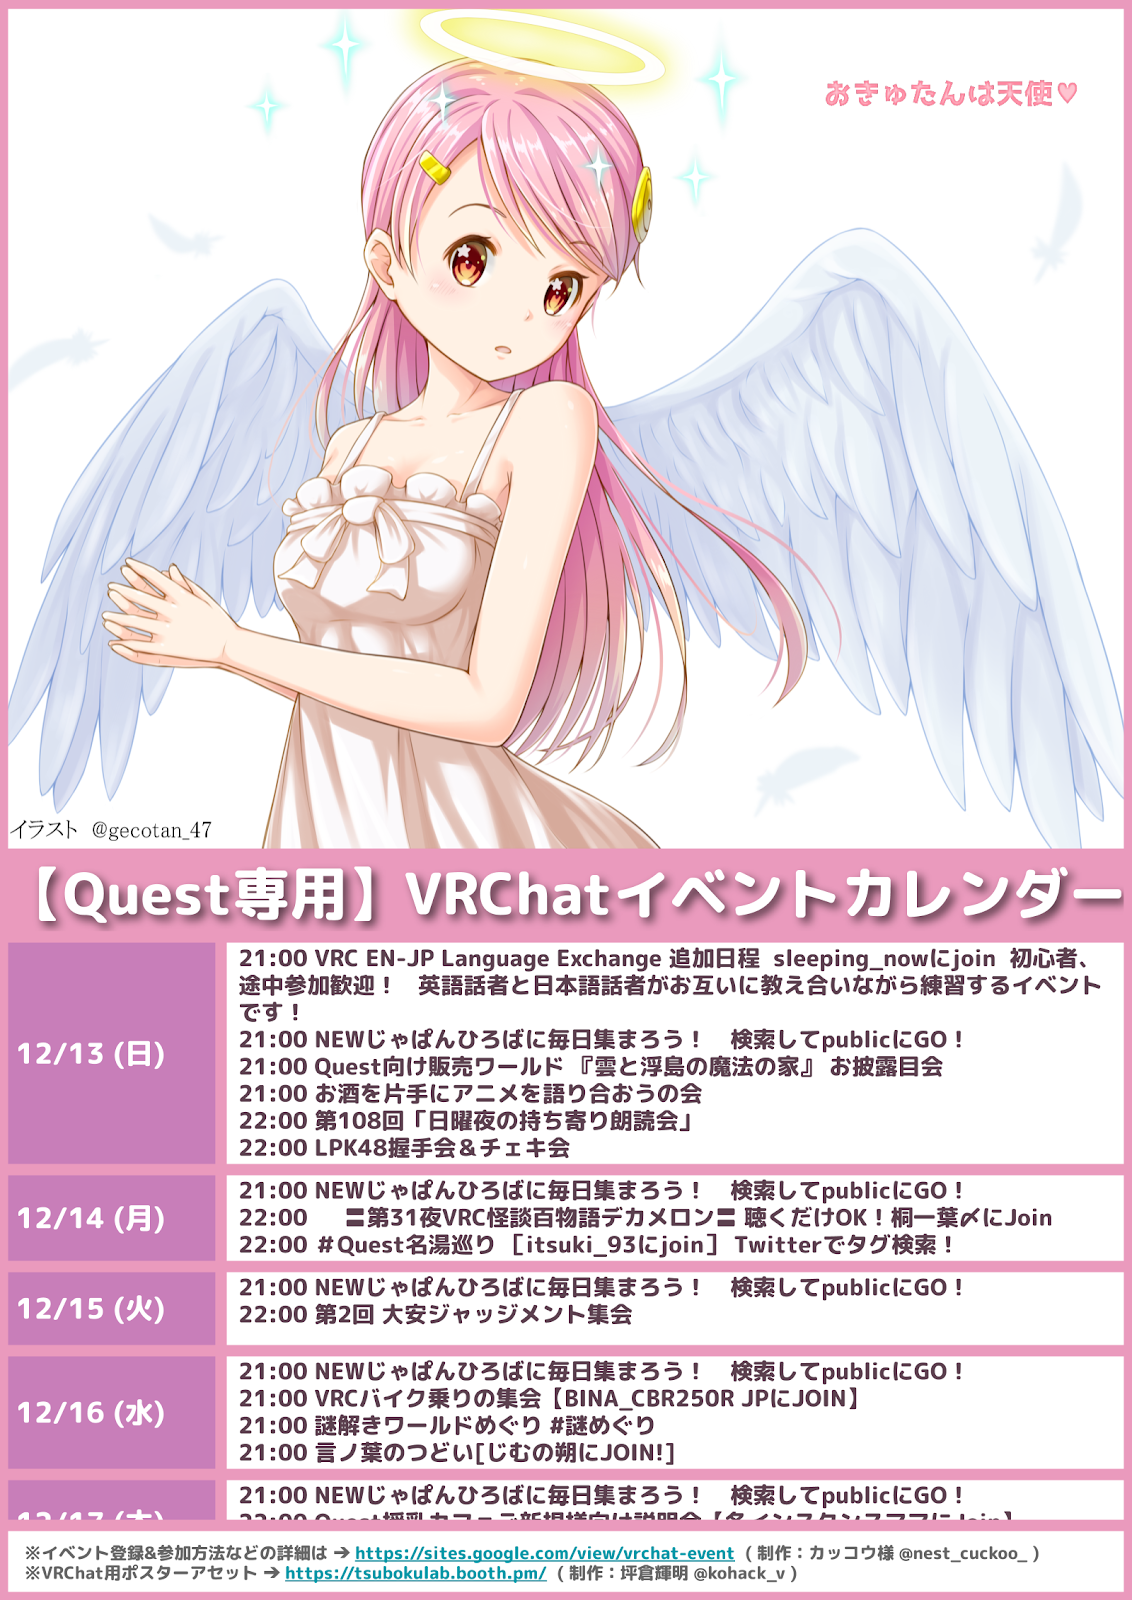 おきゅたんは天使♥
イラスト @gecotan_47
【Quest専用】VRChatイベントカレンダー
12/13 (日)
21:00 VRC EN-JP Language Exchange 追加日程 sleeping_nowにjoin 初心者、
途中参加歓迎！　英語話者と日本語話者がお互いに教え合いながら練習するイベント
です！
21:00 NEWじゃぱんひろばに毎日集まろう！　検索してpublicにGO！
21:00 Quest向け販売ワールド 『雲と浮島の魔法の家』 お披露目会
21:00 お酒を片手にアニメを語り合おうの会
22:00 第108回「日曜夜の持ち寄り朗読会」
22:00 LPK48握手会＆チェキ会
12/14 (月)
21:00 NEWじゃぱんひろばに毎日集まろう！　検索してpublicにGO！
22:00 　〓第31夜VRC怪談百物語デカメロン〓 聴くだけOK！桐一葉〆にJoin
22:00 ＃Quest名湯巡り ［itsuki_93にjoin］ Twitterでタグ検索！
12/15 (火)
21:00 NEWじゃぱんひろばに毎日集まろう！　検索してpublicにGO！
22:00 第2回 大安ジャッジメント集会
12/16 (水)
21:00 NEWじゃぱんひろばに毎日集まろう！　検索してpublicにGO！
21:00 VRCバイク乗りの集会【BINA_CBR250R JPにJOIN】
21:00 謎解きワールドめぐり #謎めぐり
21:00 言ノ葉のつどい[じむの朔にJOIN!]
21:00 NEWじゃぱんひろばに毎日集まろう！　検索してpublicにGO！
※イベント登録&参加方法などの詳細は → https://sites.google.com/view/vrchat-event ( 制作：カッコウ様 @nest_cuckoo_ )
※VRChat用ポスターアセット → https://tsubokulab.booth.pm/ ( 制作：坪倉輝明 @kohack_v )